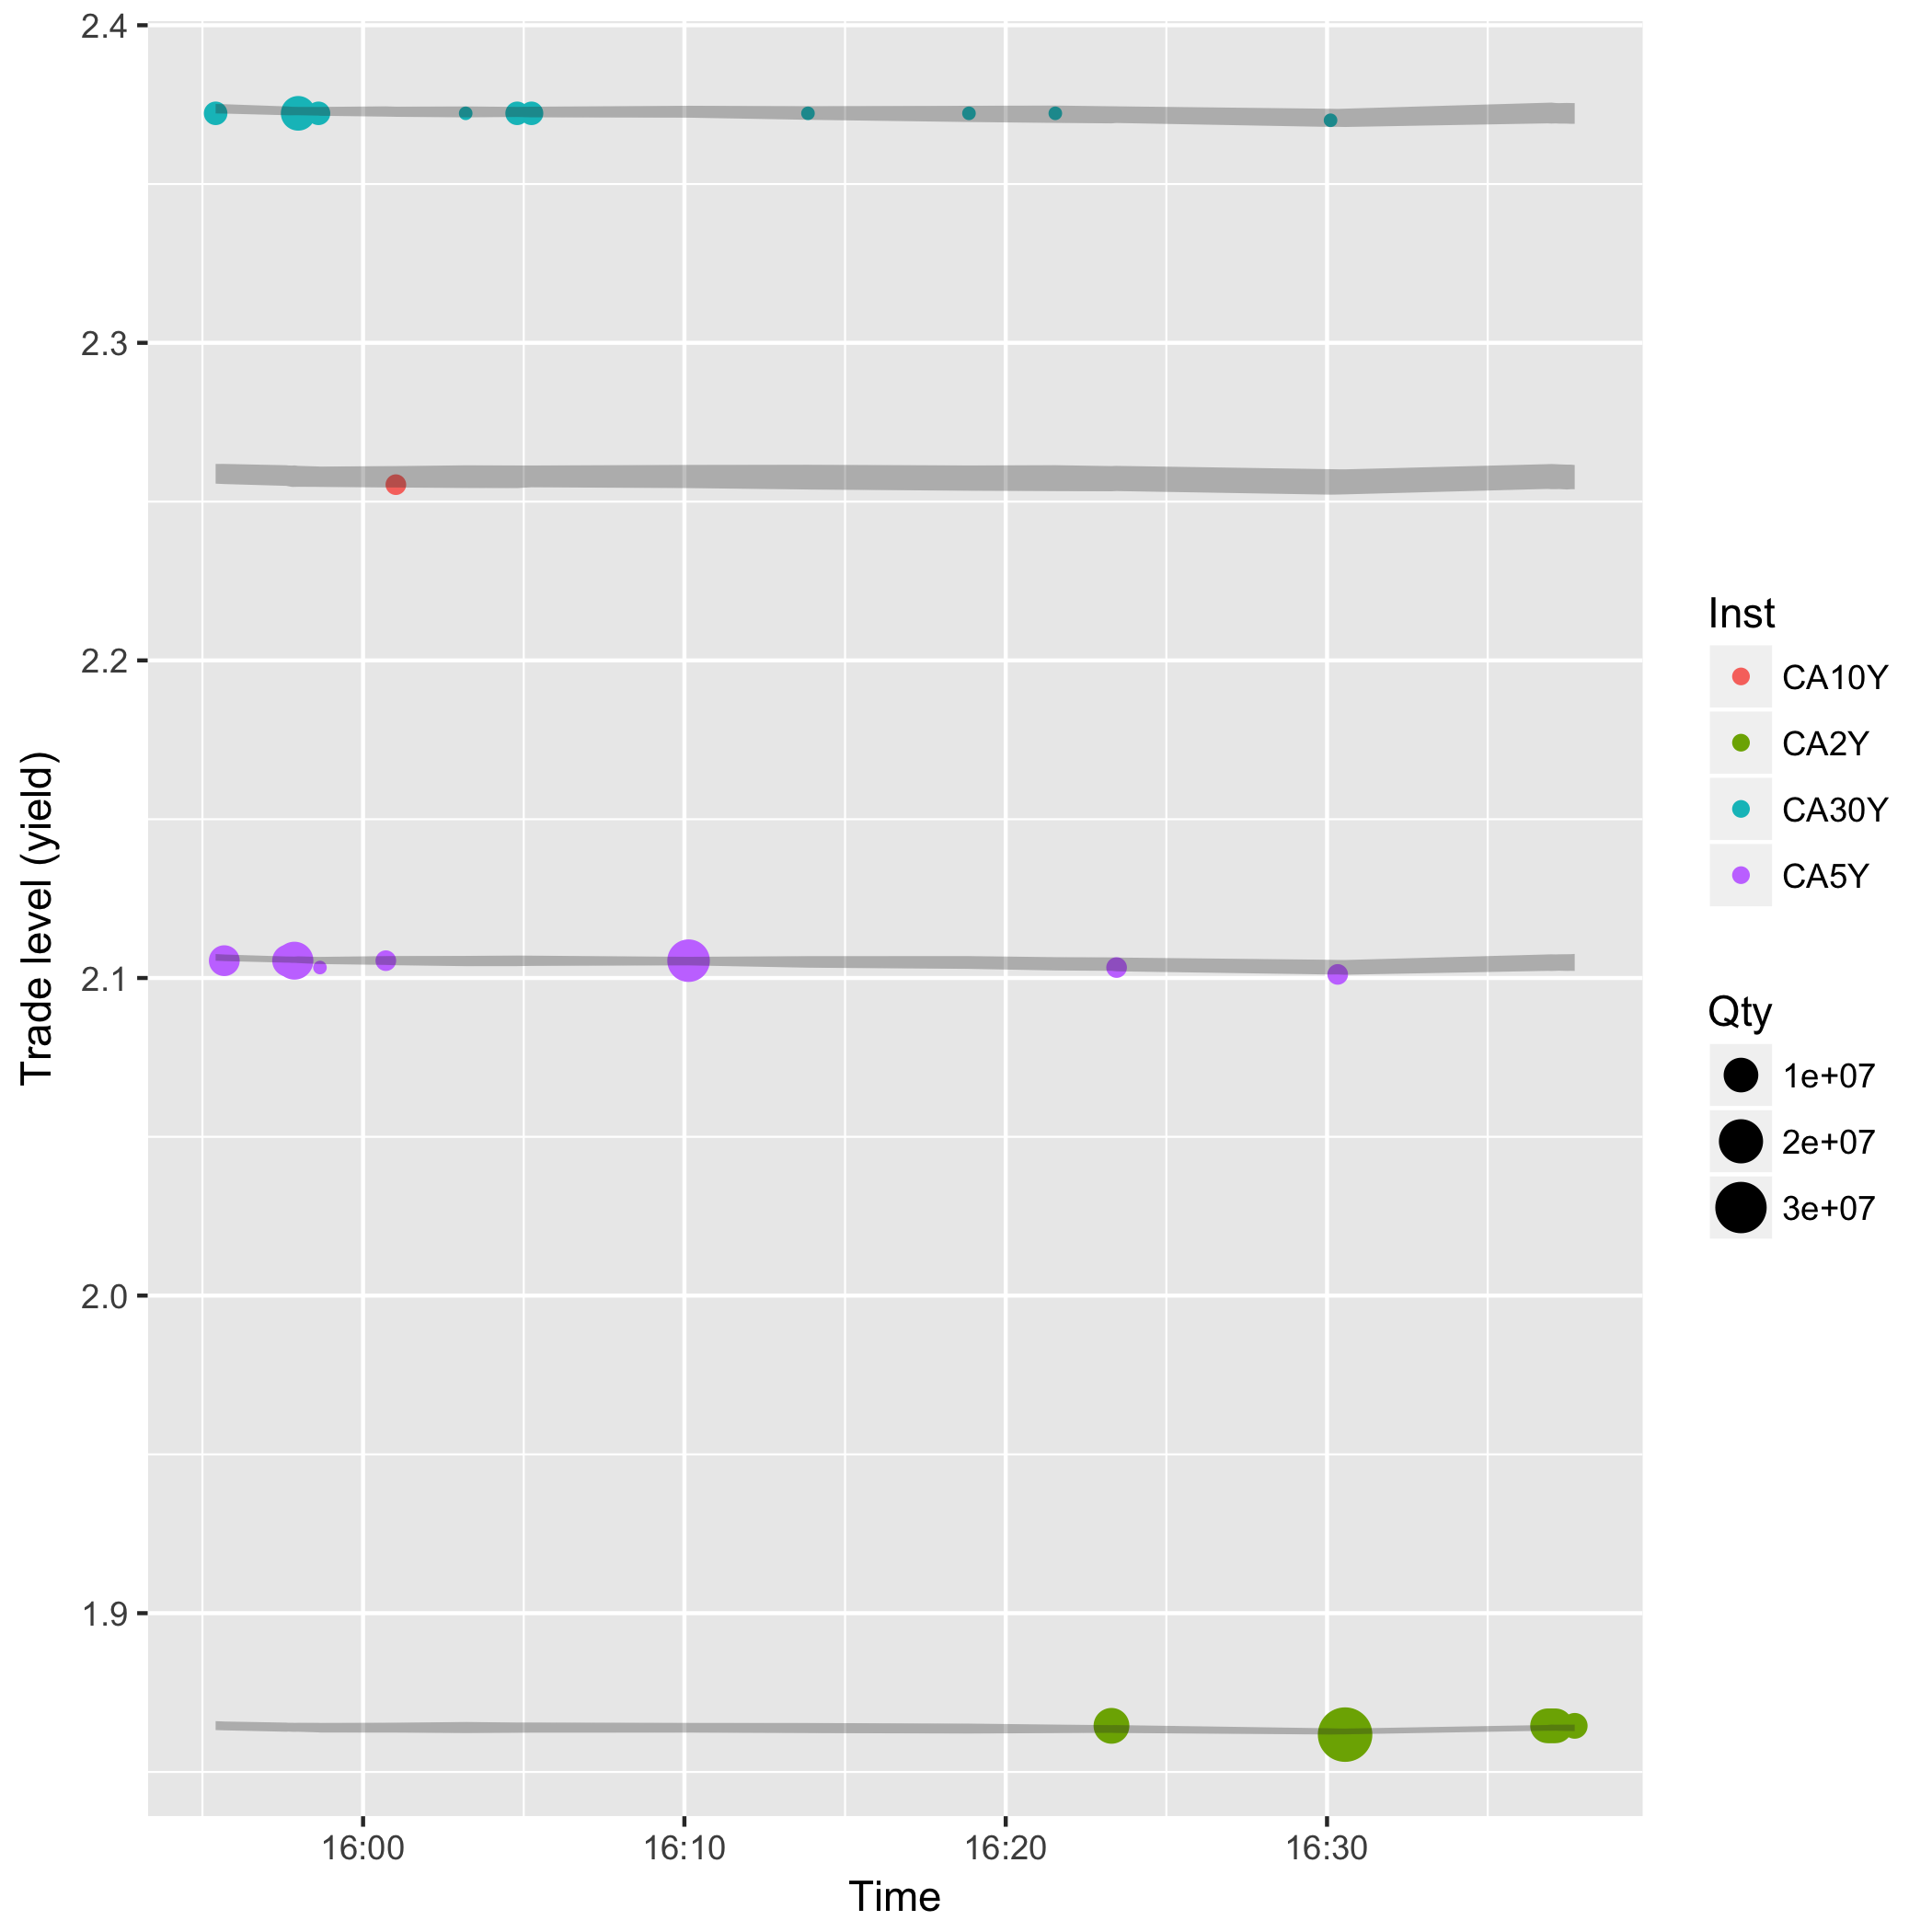 2.4
2.3
2.2
2.1
2.0
1.9
Trade level (yield)
16:00 16:10 16:20 16:30
Time
Inst
CA10Y
CA2Y
CA30Y
CA5Y
Qty
1e+07
2e+07
3e+07